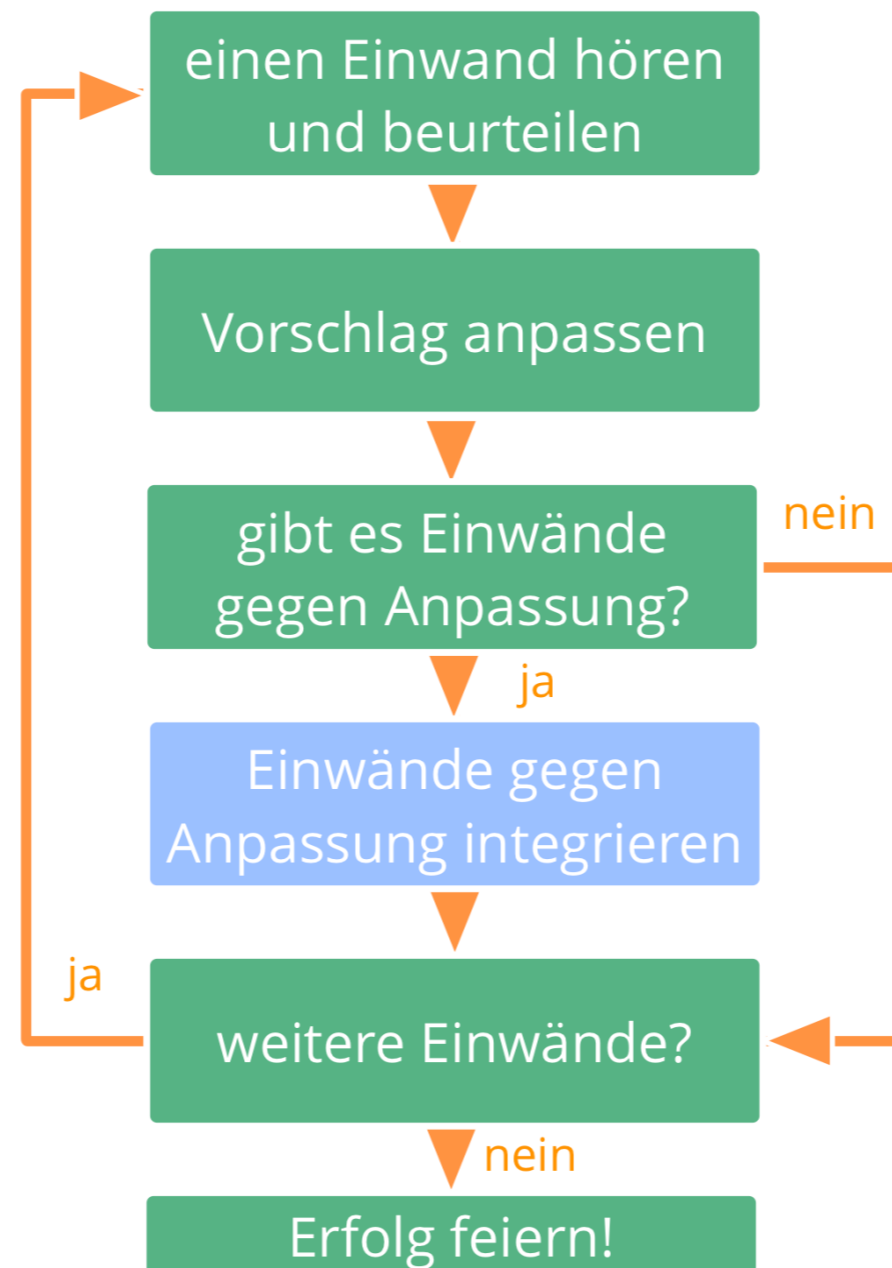 einen Einwand hören
und beurteilen
Vorschlag anpassen
gibt es Einwände
gegen Anpassung?
nein
ja
Einwände gegen
Anpassung integrieren
ja
weitere Einwände?
nein
Erfolg feiern!